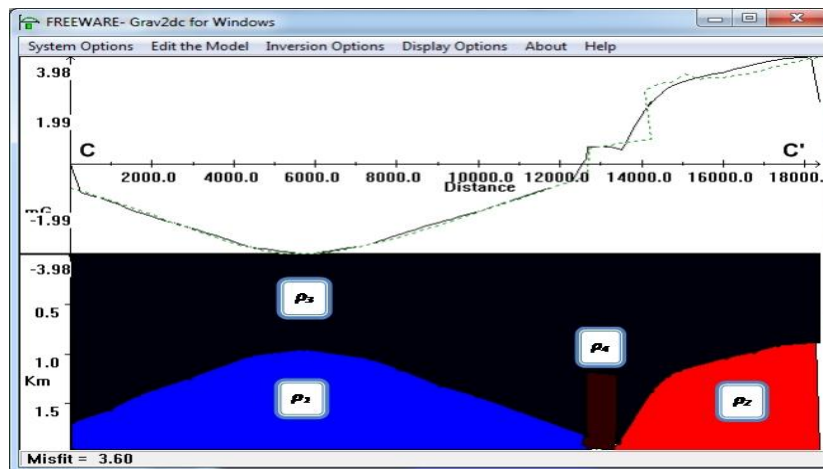 FREEWARE- Grav2dc for Windows
System Options Edit the Model Inversion Options Display Options About Help
3.98
1.99
C C'
2000.0 4000.0 6000.0 8000.0 10000.0 12000.0 14000.0 16000.0 18000.
Distance
-1.99
-3.98
ρ₃
0.5
ρ₄
1.0
Km
ρ₂
1.5
Misfit = 3.60